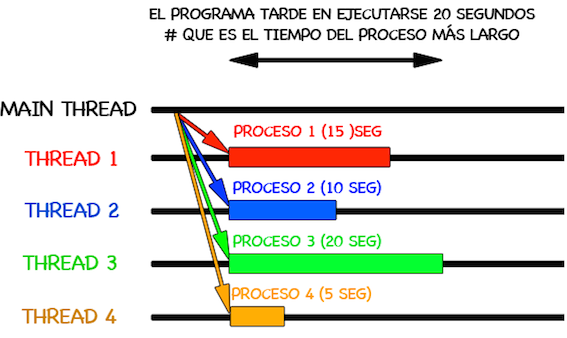 EL PROGRAMA TARDE EN EJECUTARSE 20 SEGUNDOS
# QUE ES EL TIEMPO DEL PROCESO MÁS LARGO
MAIN THREAD
PROCESO 1 (15 )SEG
THREAD 1
PROCESO 2 (10 SEG)
THREAD 2
PROCESO 3 (20 SEG)
THREAD 3
PROCESO 4 (5 SEG)
THREAD 4